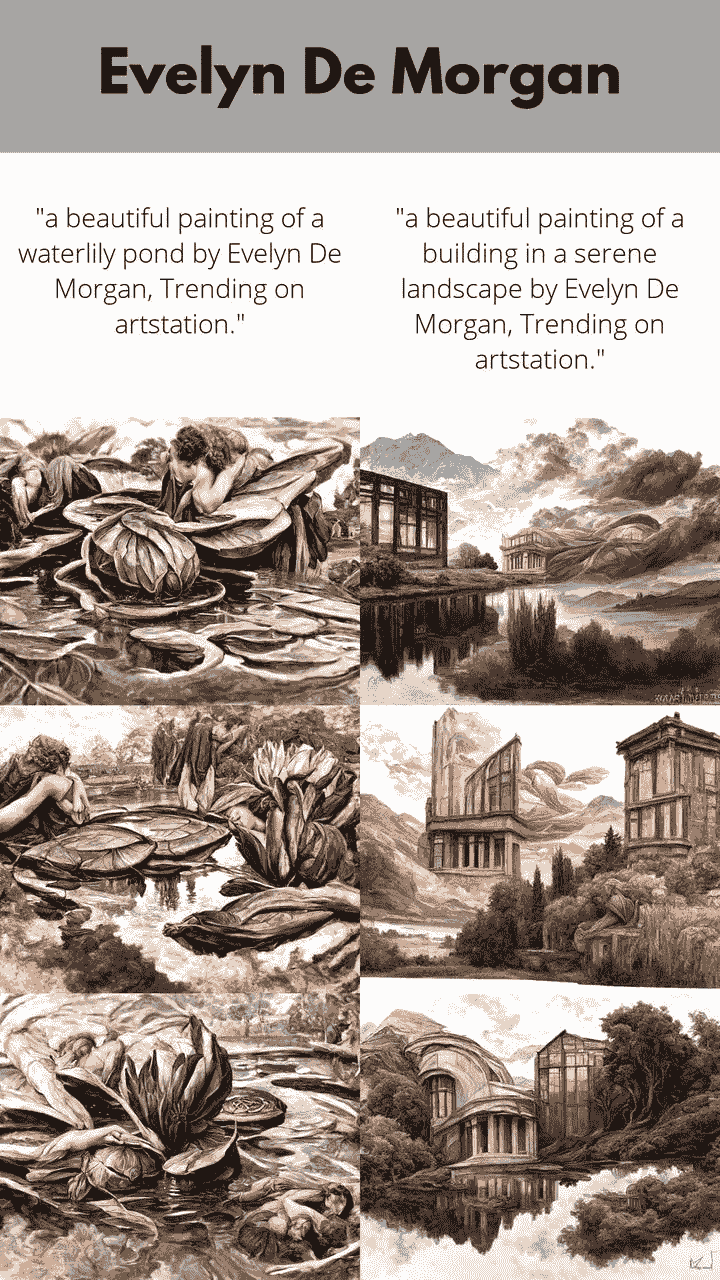 Evelyn De Morgan
"a beautiful painting of a
waterlily pond by Evelyn De
Morgan, Trending on
artstation."
"a beautiful painting of a
building in a serene
landscape by Evelyn De
Morgan, Trending on
artstation."